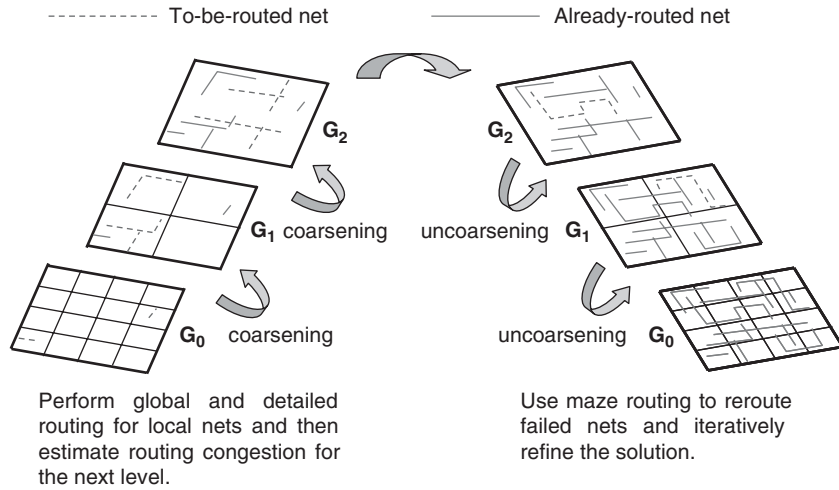 To-be-routed net
Already-routed net
G2
G2
G1 coarsening
uncoarsening G1
G0 coarsening
uncoarsening G0
Perform global and detailed
routing for local nets and then
estimate routing congestion for
the next level.
Use maze routing to reroute
failed nets and iteratively
refine the solution.